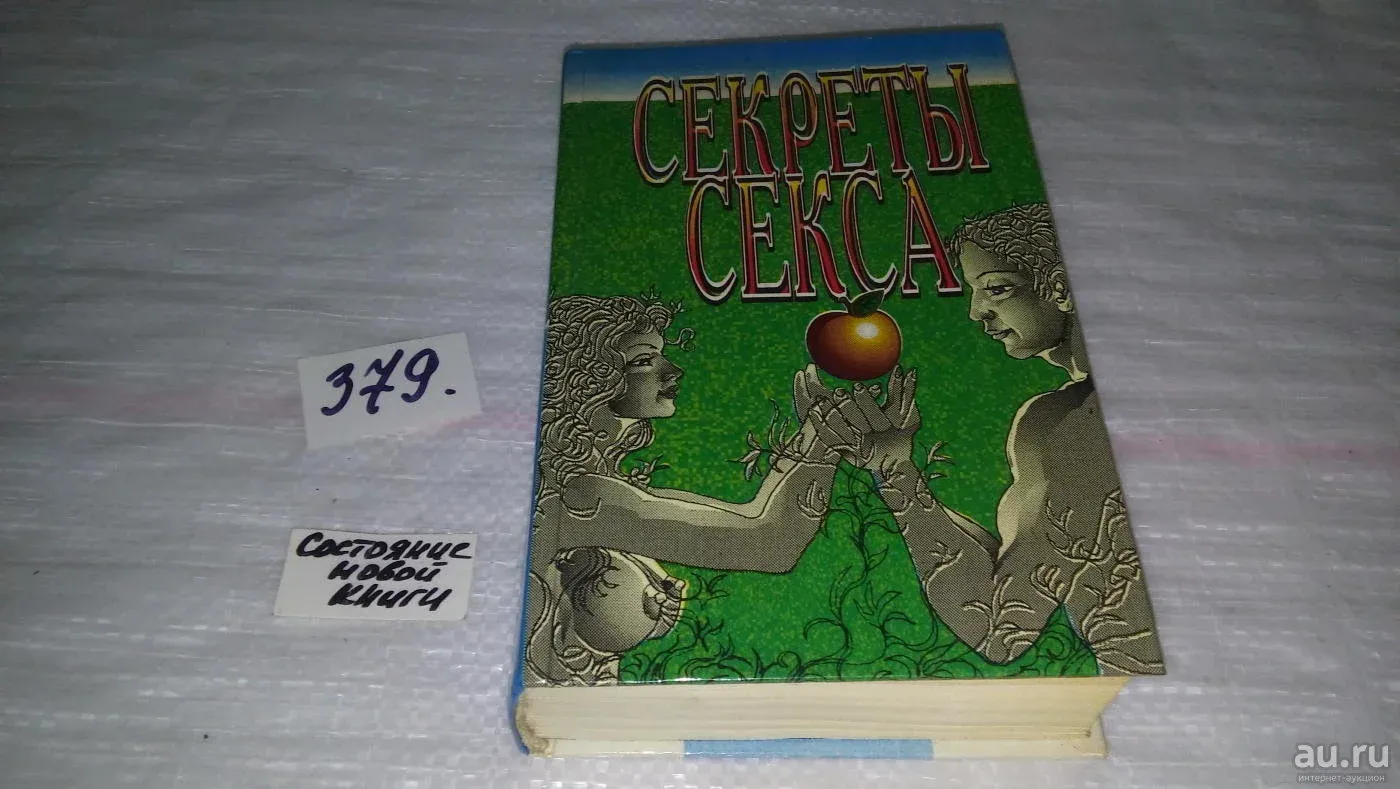 СЕКРЕТЫ
СЕКСА
379.
Состояние
новой
книги
au.ru
интернет-аукцион